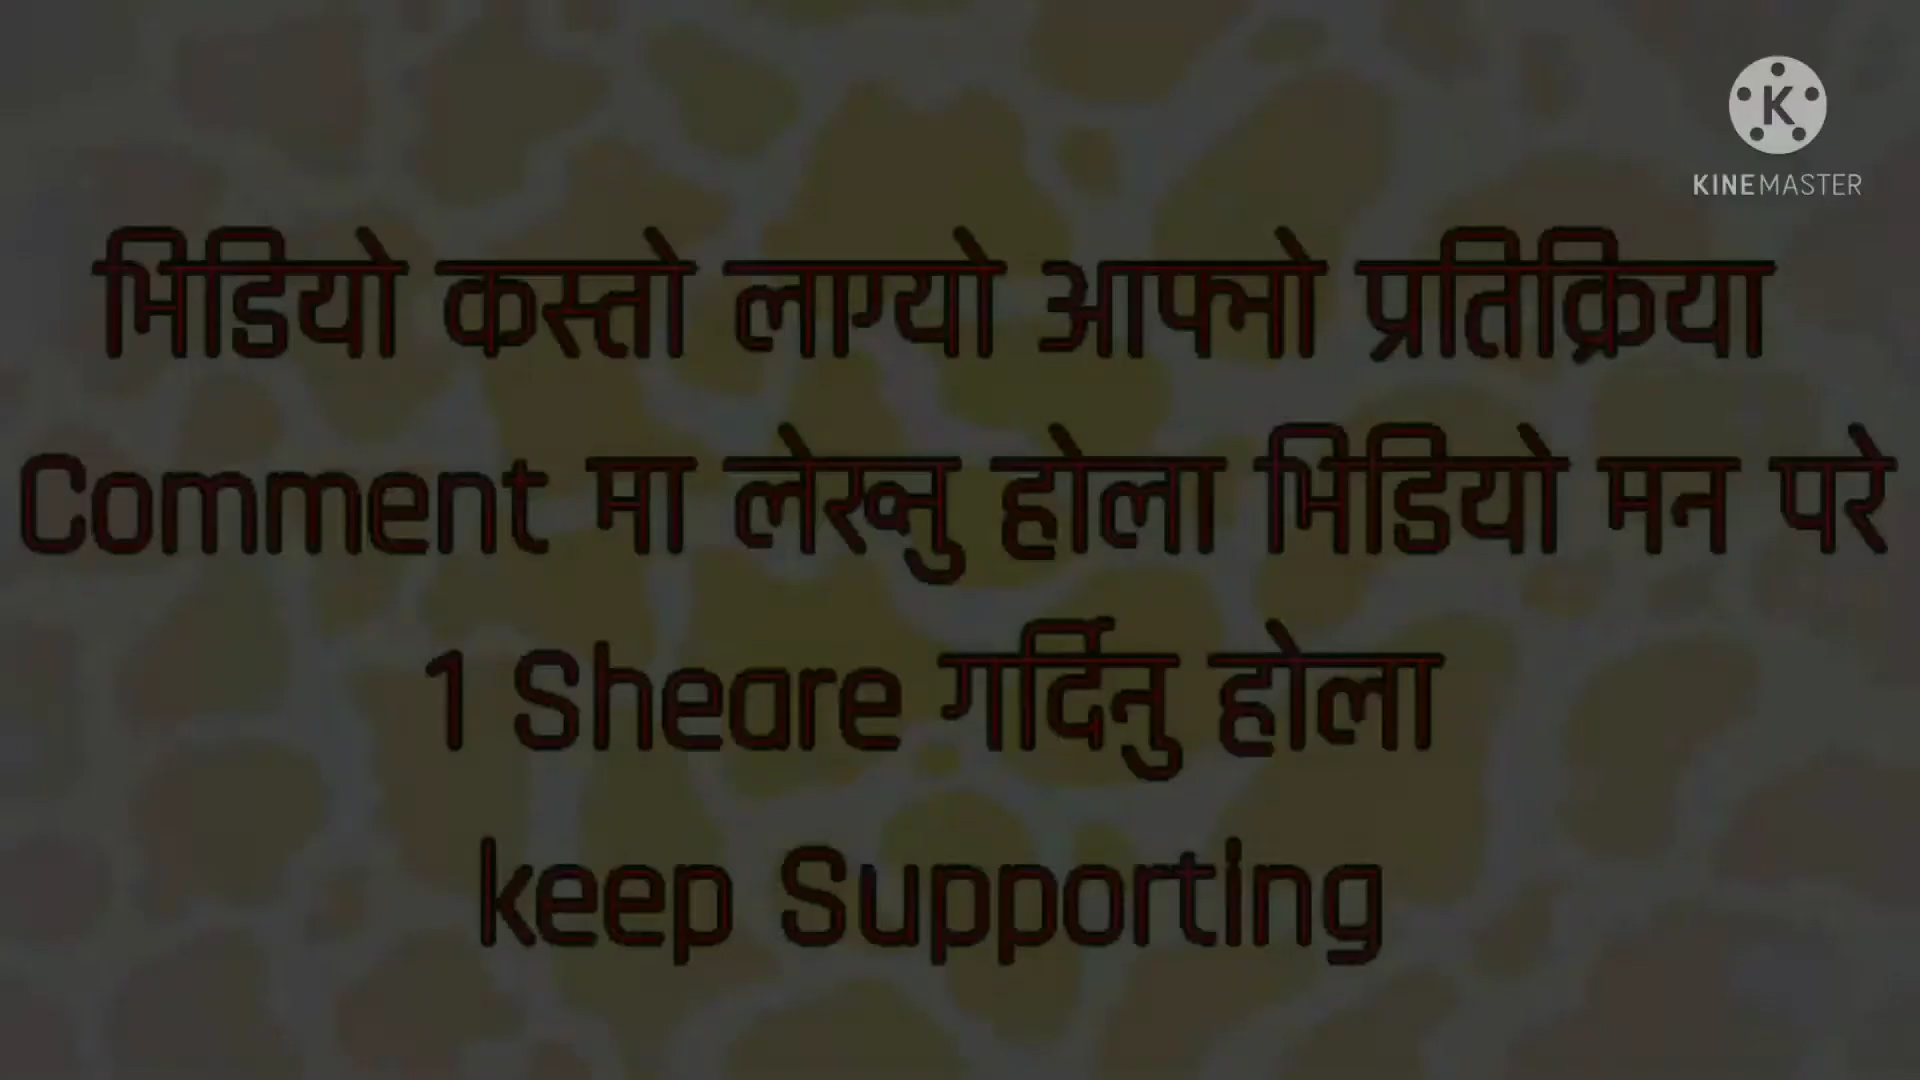 KINEMASTER
भिडियो कस्तो लाग्यो आफ्नो प्रतिक्रिया
Comment मा लेख्नु होला भिडियो मन परे
1 Sheare गर्दिनु होला
keep Supporting